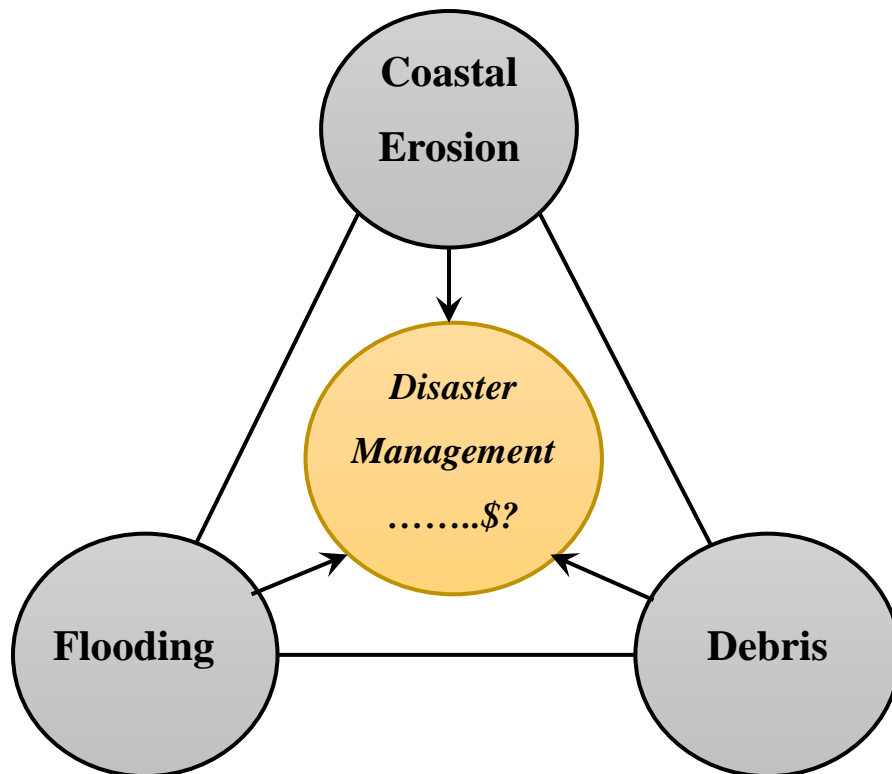 Coastal
Erosion
Disaster
Management
……..$?
Flooding
Debris